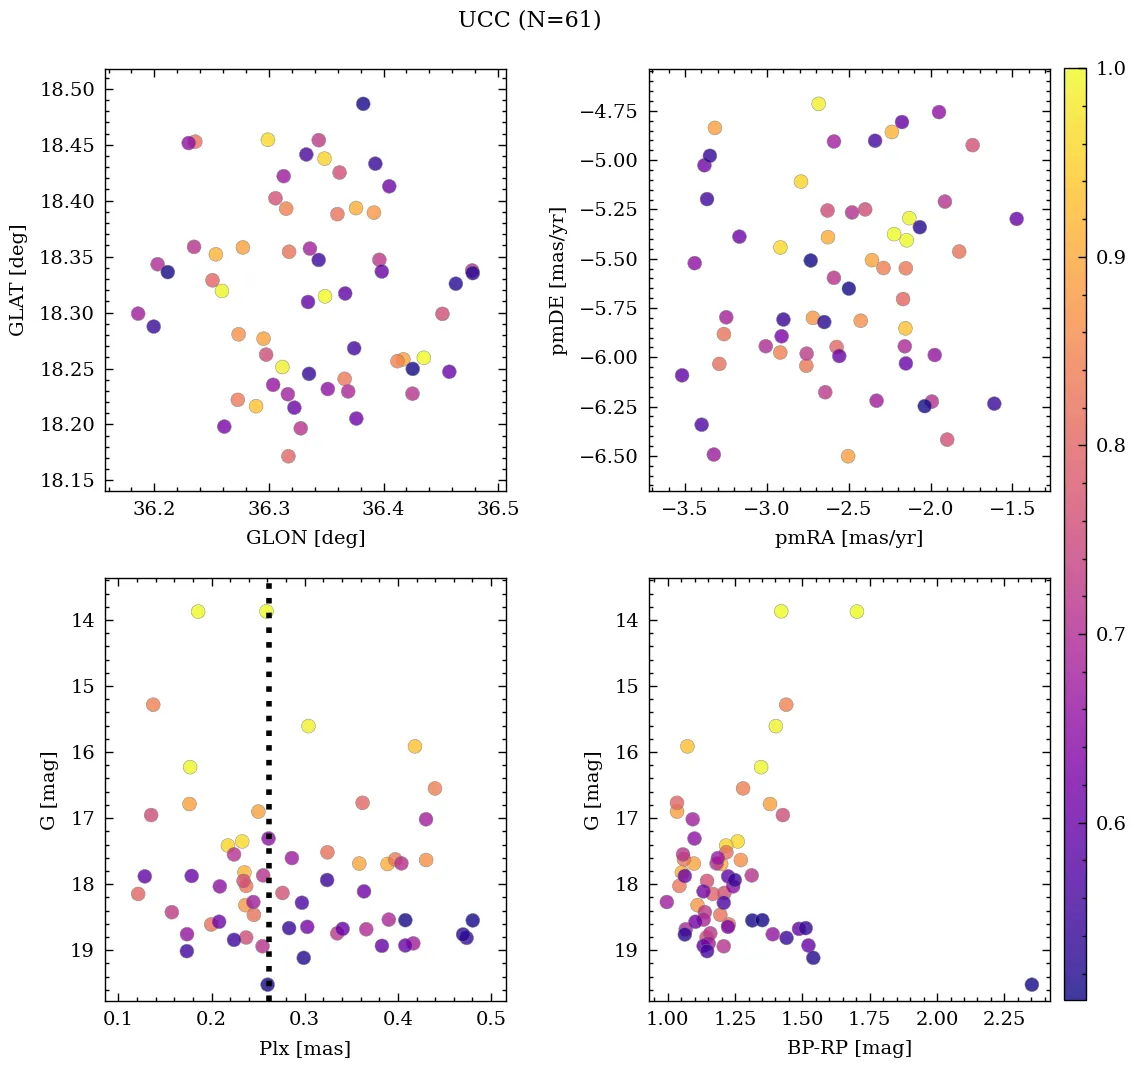 UCC (N=61)
18.50
18.45
18.40
18.35
18.30
18.25
18.20
18.15
GLAT [deg]
36.2 36.3 36.4 36.5
GLON [deg]
−4.75
−5.00
−5.25
−5.50
−5.75
−6.00
−6.25
−6.50
pmDE [mas/yr]
−3.5 −3.0 −2.5 −2.0 −1.5
pmRA [mas/yr]
1.0
0.9
0.8
0.7
0.6
14
15
16
17
18
19
G [mag]
0.1 0.2 0.3 0.4 0.5
Plx [mas]
14
15
16
17
18
19
G [mag]
1.00 1.25 1.50 1.75 2.00 2.25
BP-RP [mag]